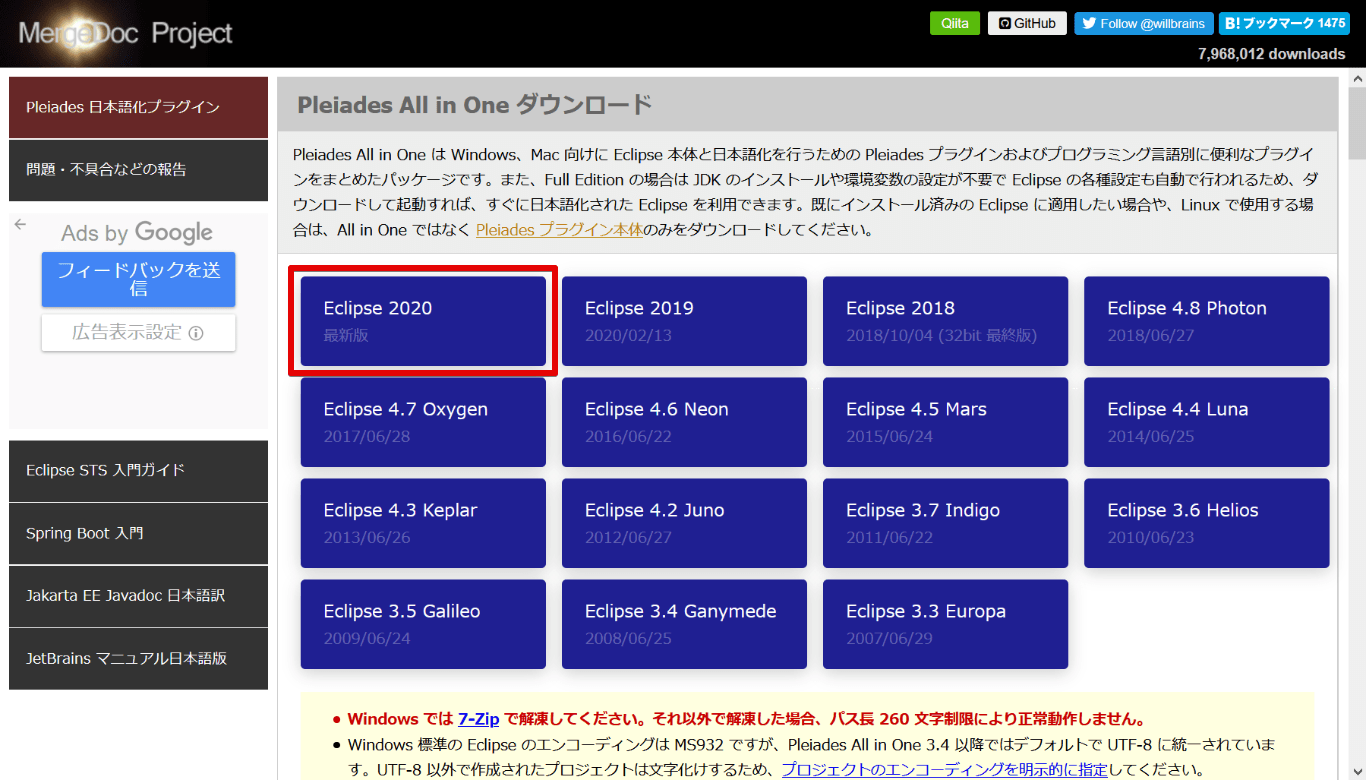 MergeDoc Project
Qiita
GitHub
Follow @willbrains
B! ブックマーク 1475
7,968,012 downloads
Pleiades 日本語化プラグイン
問題・不具合などの報告
Ads by Google
フィードバックを送
信
広告表示設定
Eclipse STS 入門ガイド
Spring Boot 入門
Jakarta EE Javadoc 日本語訳
JetBrains マニュアル日本語版
Pleiades All in One ダウンロード
Pleiades All in One は Windows、Mac 向けに Eclipse 本体と日本語化を行うための Pleiades プラグインおよびプログラミング言語別に便利なプラグイ
ンをまとめたパッケージです。また、Full Edition の場合は JDK のインストールや環境変数の設定が不要で Eclipse の各種設定も自動で行われるため、ダ
ウンロードして起動すれば、すぐに日本語化された Eclipse を利用できます。既にインストール済みの Eclipse に適用したい場合や、Linux で使用する場
合は、All in One ではなく Pleiades プラグイン本体のみをダウンロードしてください。
Eclipse 2020
最新版
Eclipse 2019
2020/02/13
Eclipse 2018
2018/10/04 (32bit 最終版)
Eclipse 4.8 Photon
2018/06/27
Eclipse 4.7 Oxygen
2017/06/28
Eclipse 4.6 Neon
2016/06/22
Eclipse 4.5 Mars
2015/06/24
Eclipse 4.4 Luna
2014/06/25
Eclipse 4.3 Keplar
2013/06/26
Eclipse 4.2 Juno
2012/06/27
Eclipse 3.7 Indigo
2011/06/22
Eclipse 3.6 Helios
2010/06/23
Eclipse 3.5 Galileo
2009/06/24
Eclipse 3.4 Ganymede
2008/06/25
Eclipse 3.3 Europa
2007/06/29
● Windows では 7-Zip で解凍してください。それ以外で解凍した場合、パス長 260 文字制限により正常動作しません。
● Windows 標準の Eclipse のエンコーディングは MS932 ですが、Pleiades All in One 3.4 以降ではデフォルトで UTF-8 に統一されていま
す。UTF-8 以外で作成されたプロジェクトは文字化けするため、プロジェクトのエンコーディングを明示的に指定してください。